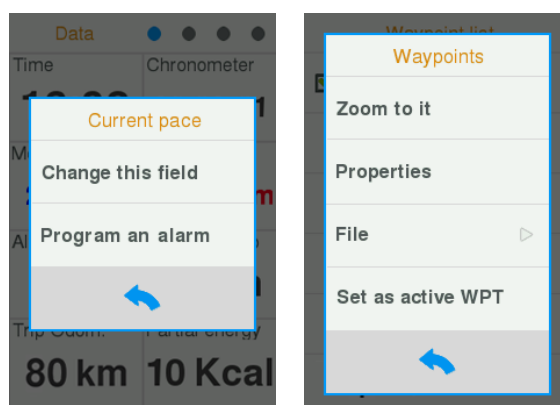 Data
Time
Chronometer
Current pace
Change this field
Program an alarm
Trip Odom.
Partial energy
80 km
10 Kcal
Waypoint list
Waypoints
Zoom to it
Properties
File
Set as active WPT